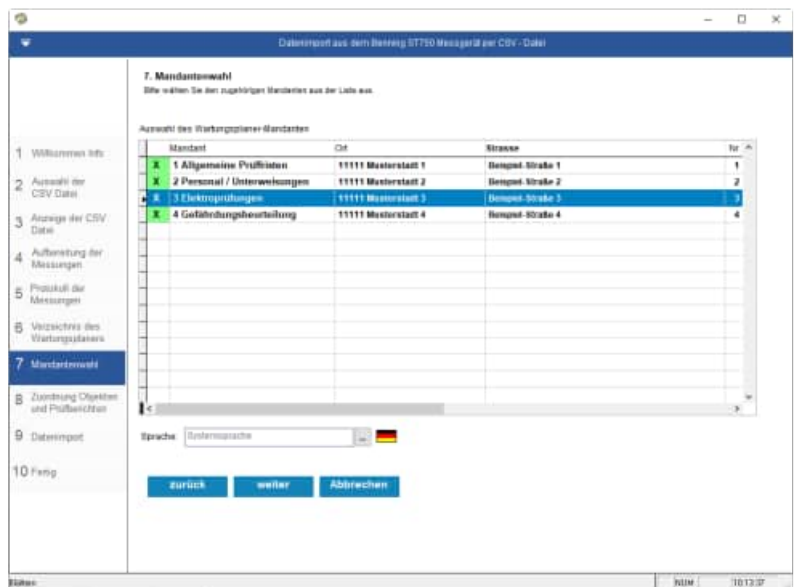 Datenimport aus dem Benning ST750 Messgerät per CSV - Datei
7. Mandantenwahl
Bitte wählen Sie den zugehörigen Mandanten aus der Liste aus.
Auswahl des Wartungsplaner-Mandanten
Mandant Ort Strasse Nr
X 1 Allgemeine Prüffristen 11111 Musterstadt 1 Beispiel-Straße 1 1
X 2 Personal / Unterweisungen 11111 Musterstadt 2 Beispiel-Straße 2 2
X 3 Elektroprüfungen 11111 Musterstadt 3 Beispiel-Straße 3 3
X 4 Gefährdungsbeurteilung 11111 Musterstadt 4 Beispiel-Straße 4 4
1 Willkommen Info
2 Auswahl der
CSV Datei
3 Anzeige der CSV
Datei
4 Aufbereitung der
Messungen
5 Protokoll der
Messungen
6 Verzeichnis des
Wartungsplaners
7 Mandantenwahl
8 Zuordnung Objekten
und Prüfberichten
9 Datenimport
10 Fertig
Sprache: Systemsprache ...
zurück weiter Abbrechen
NUM 10:13:37